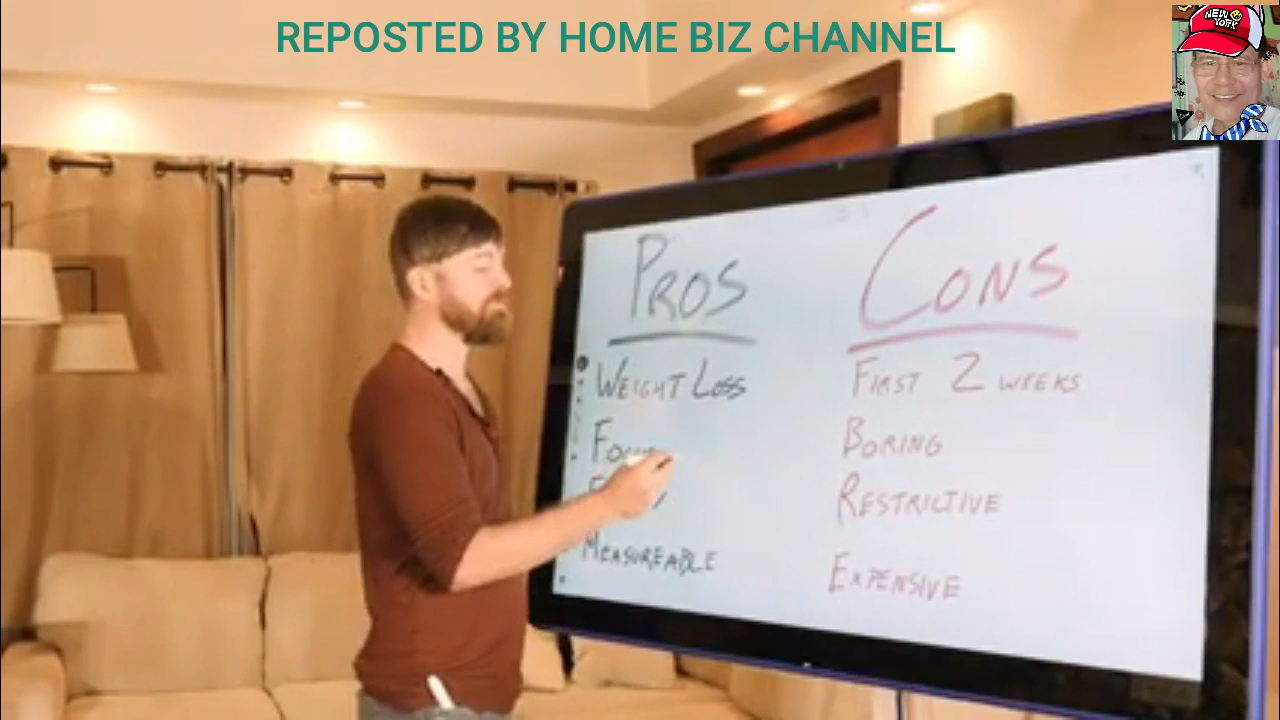 REPOSTED BY HOME BIZ CHANNEL
NEW
YORK
PROS
CONS
WEIGHT LOSS
FIRST 2 WEEKS
BORING
RESTRICTIVE
MEASUREABLE
EXPENSIVE